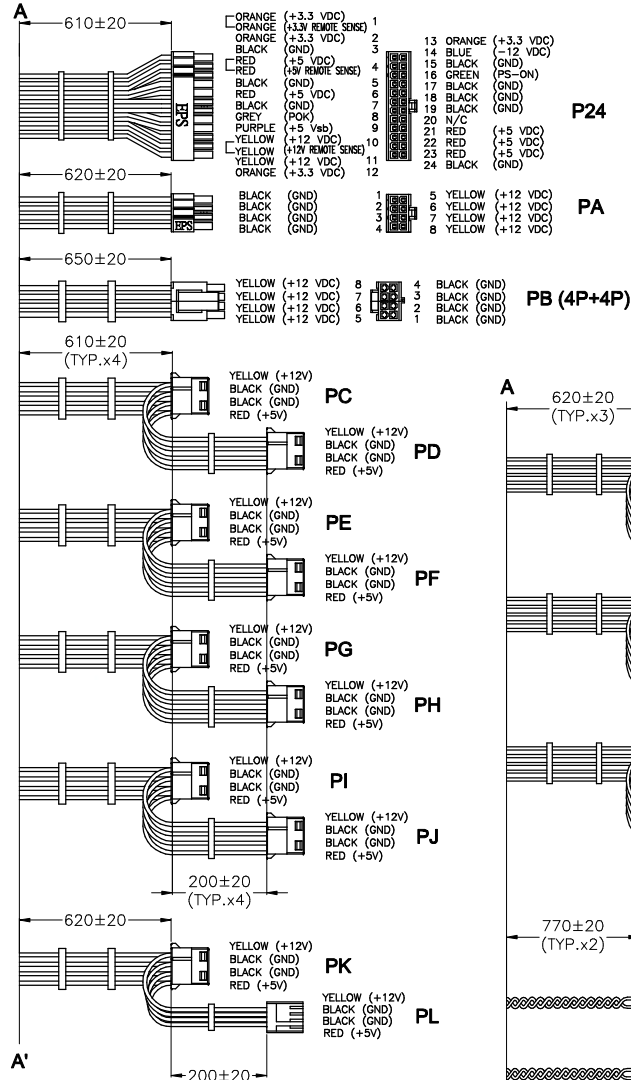 A
610±20
EPS
ORANGE (+3.3 VDC)
ORANGE (+3.3V REMOTE SENSE) 1
ORANGE (+3.3 VDC) 2
BLACK (GND) 3
RED (+5 VDC)
RED (+5V REMOTE SENSE) 4
BLACK (GND) 5
RED (+5 VDC) 6
BLACK (GND) 7
GREY (POK) 8
PURPLE (+5 Vsb) 9
YELLOW (+12 VDC) 10
YELLOW (+12V REMOTE SENSE)
YELLOW (+12 VDC) 11
ORANGE (+3.3 VDC) 12
13 ORANGE (+3.3 VDC)
14 BLUE (-12 VDC)
15 BLACK (GND)
16 GREEN (PS-ON)
17 BLACK (GND)
18 BLACK (GND)
19 BLACK (GND)
20 N/C
21 RED (+5 VDC)
22 RED (+5 VDC)
23 RED (+5 VDC)
24 BLACK (GND)
P24
620±20
EPS
BLACK (GND) 1
BLACK (GND) 2
BLACK (GND) 3
BLACK (GND) 4
5 YELLOW (+12 VDC)
6 YELLOW (+12 VDC)
7 YELLOW (+12 VDC)
8 YELLOW (+12 VDC)
PA
650±20
YELLOW (+12 VDC) 8
YELLOW (+12 VDC) 7
YELLOW (+12 VDC) 6
YELLOW (+12 VDC) 5
4 BLACK (GND)
3 BLACK (GND)
2 BLACK (GND)
1 BLACK (GND)
PB (4P+4P)
610±20
(TYP.x4)
YELLOW (+12V)
BLACK (GND)
BLACK (GND)
RED (+5V)
PC
YELLOW (+12V)
BLACK (GND)
BLACK (GND)
RED (+5V)
PD
YELLOW (+12V)
BLACK (GND)
BLACK (GND)
RED (+5V)
PE
YELLOW (+12V)
BLACK (GND)
BLACK (GND)
RED (+5V)
PF
YELLOW (+12V)
BLACK (GND)
BLACK (GND)
RED (+5V)
PG
YELLOW (+12V)
BLACK (GND)
BLACK (GND)
RED (+5V)
PH
YELLOW (+12V)
BLACK (GND)
BLACK (GND)
RED (+5V)
PI
YELLOW (+12V)
BLACK (GND)
BLACK (GND)
RED (+5V)
PJ
200±20
(TYP.x4)
620±20
YELLOW (+12V)
BLACK (GND)
BLACK (GND)
RED (+5V)
PK
YELLOW (+12V)
BLACK (GND)
BLACK (GND)
RED (+5V)
PL
A'
200±20
A
620±20
(TYP.x3)
770±20
(TYP.x2)